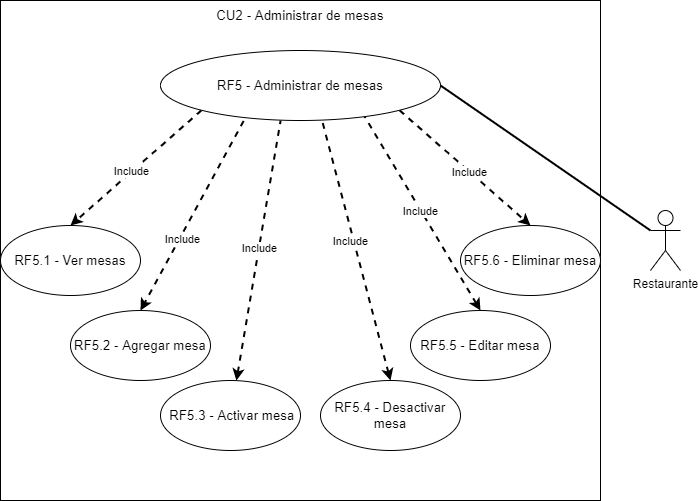 CU2 - Administrar de mesas
RF5 - Administrar de mesas
Include
Include
Include
Include
Include
Include
RF5.1 - Ver mesas
RF5.6 - Eliminar mesa
Restaurante
RF5.2 - Agregar mesa
RF5.5 - Editar mesa
RF5.3 - Activar mesa
RF5.4 - Desactivar
mesa